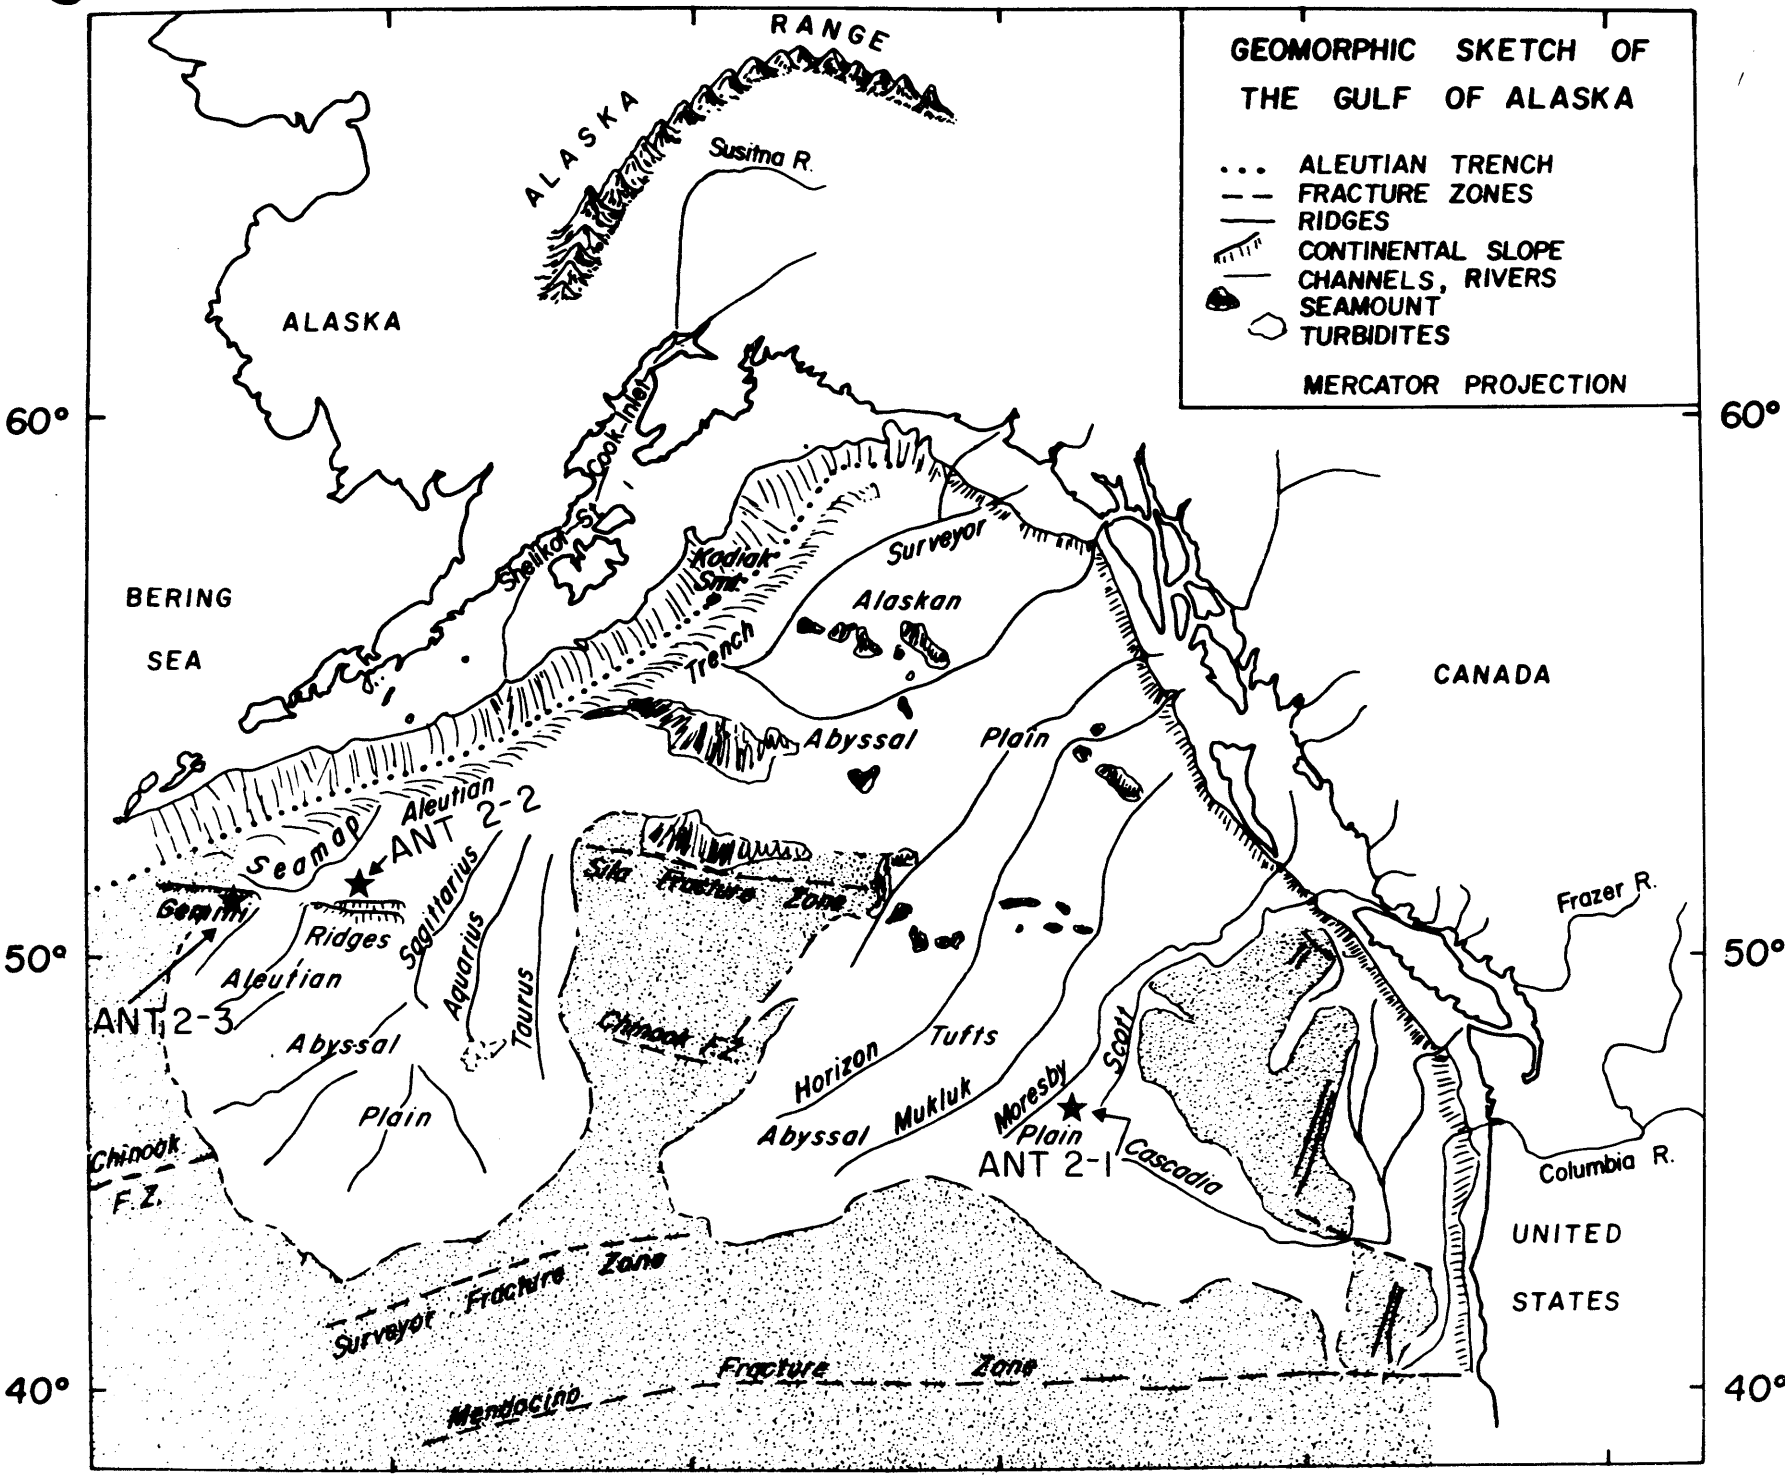 GEOMORPHIC SKETCH OF
THE GULF OF ALASKA
ALEUTIAN TRENCH
FRACTURE ZONES
RIDGES
CONTINENTAL SLOPE
CHANNELS, RIVERS
SEAMOUNT
TURBIDITES
MERCATOR PROJECTION
ALASKA RANGE
Susitna R.
ALASKA
60°
60°
Cook Inlet
Shelikof S.
Kodiak
Smt.
Surveyor
Alaskan
BERING
SEA
Trench
CANADA
Abyssal Plain
Aleutian
Seamap
ANT 2-2
Sila Fracture Zone
Frazer R.
Gemini
Ridges
Sagittarius
50°
50°
Aleutian
Aquarius
Taurus
ANT 2-3
Abyssal
Chinook F.Z.
Tufts
Scott
Horizon
Plain
Mukluk
Moresby
Abyssal
Plain
ANT 2-1
Cascadia
Chinook
F.Z.
Columbia R.
UNITED
STATES
Surveyor Fracture Zone
Mendocino Fracture Zone
40°
40°